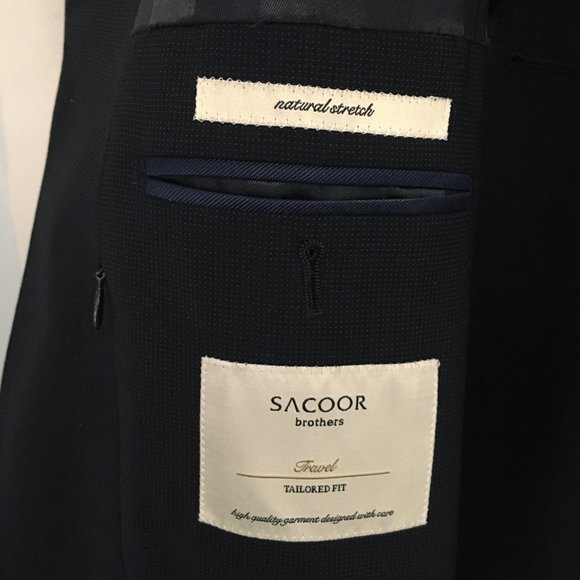 natural stretch
SACOOR
brothers
Travel
TAILORED FIT
high quality garment designed with care